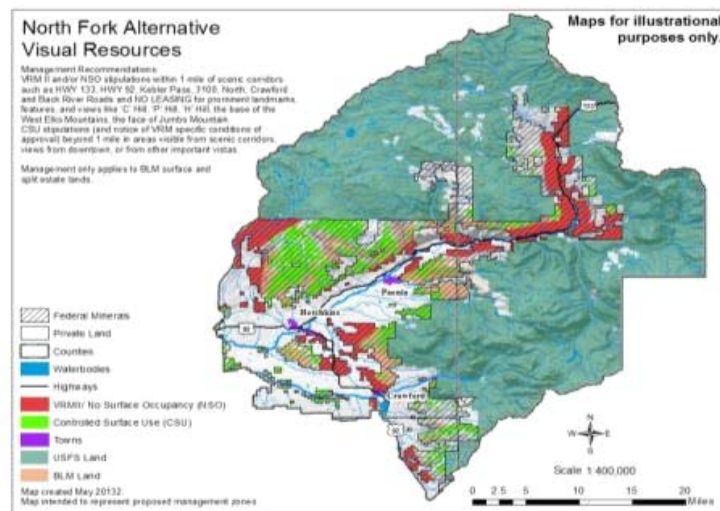 North Fork Alternative
Visual Resources
Maps for illustrational
purposes only.
Management Recommendations:
VRM II and/or NSO stipulations within 1 mile of scenic corridors
such as HWY 133, HWY 92, Kebler Pass, 3100, North, Crawford
and Back River Roads and NO LEASING for prominent landmarks,
features, and views like 'C' Hill, 'P' Hill, 'H' Hill, the base of the
West Elks Mountains, the face of Jumbo Mountain
CSU stipulations (and notice of VRM specific conditions of
approval) beyond 1 mile in areas visible from scenic corridors,
views from downtown, or from other important vistas.
Management only applies to BLM surface and
split estate lands.
133
Paonia
Hotchkiss
92
Crawford
92
Federal Minerals
Private Land
Counties
Waterbodies
Highways
VRMII/ No Surface Occupancy (NSO)
Controlled Surface Use (CSU)
Towns
USFS Land
BLM Land
Map created May 20132.
Map intended to represent proposed management zones
N
W E
S
Scale 1:400,000
0 2.5 5 10 15 20
Miles